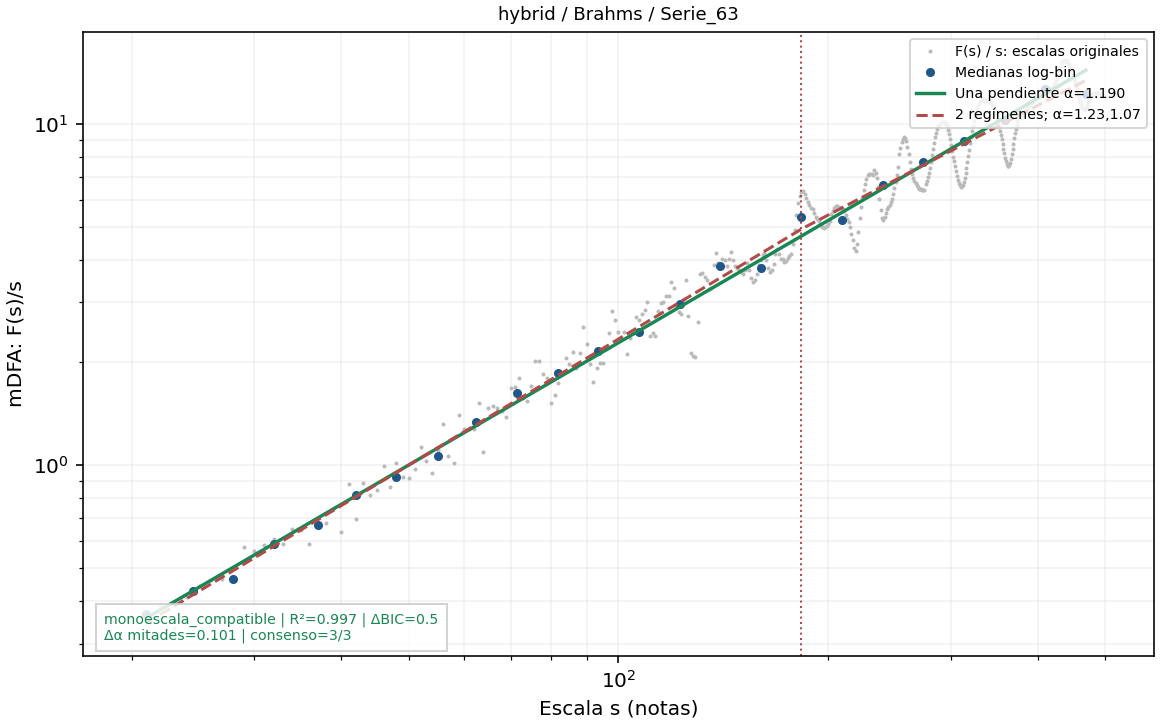 hybrid / Brahms / Serie_63
F(s) / s: escalas originales
Medianas log-bin
Una pendiente α=1.190
2 regímenes; α=1.23,1.07
10¹
10⁰
mDFA: F(s)/s
monoescala_compatible | R²=0.997 | ΔBIC=0.5
Δα mitades=0.101 | consenso=3/3
10²
Escala s (notas)